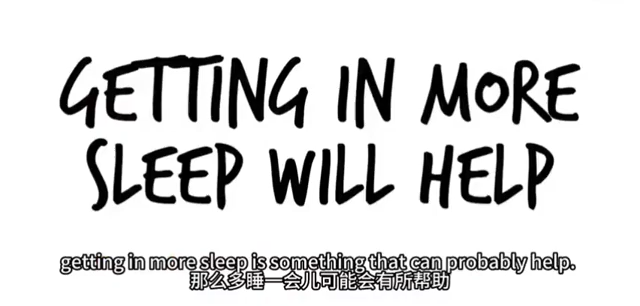 GETTING IN MORE
SLEEP WILL HELP
getting in more sleep is something that can probably help.
那么多睡一会儿可能会有所帮助